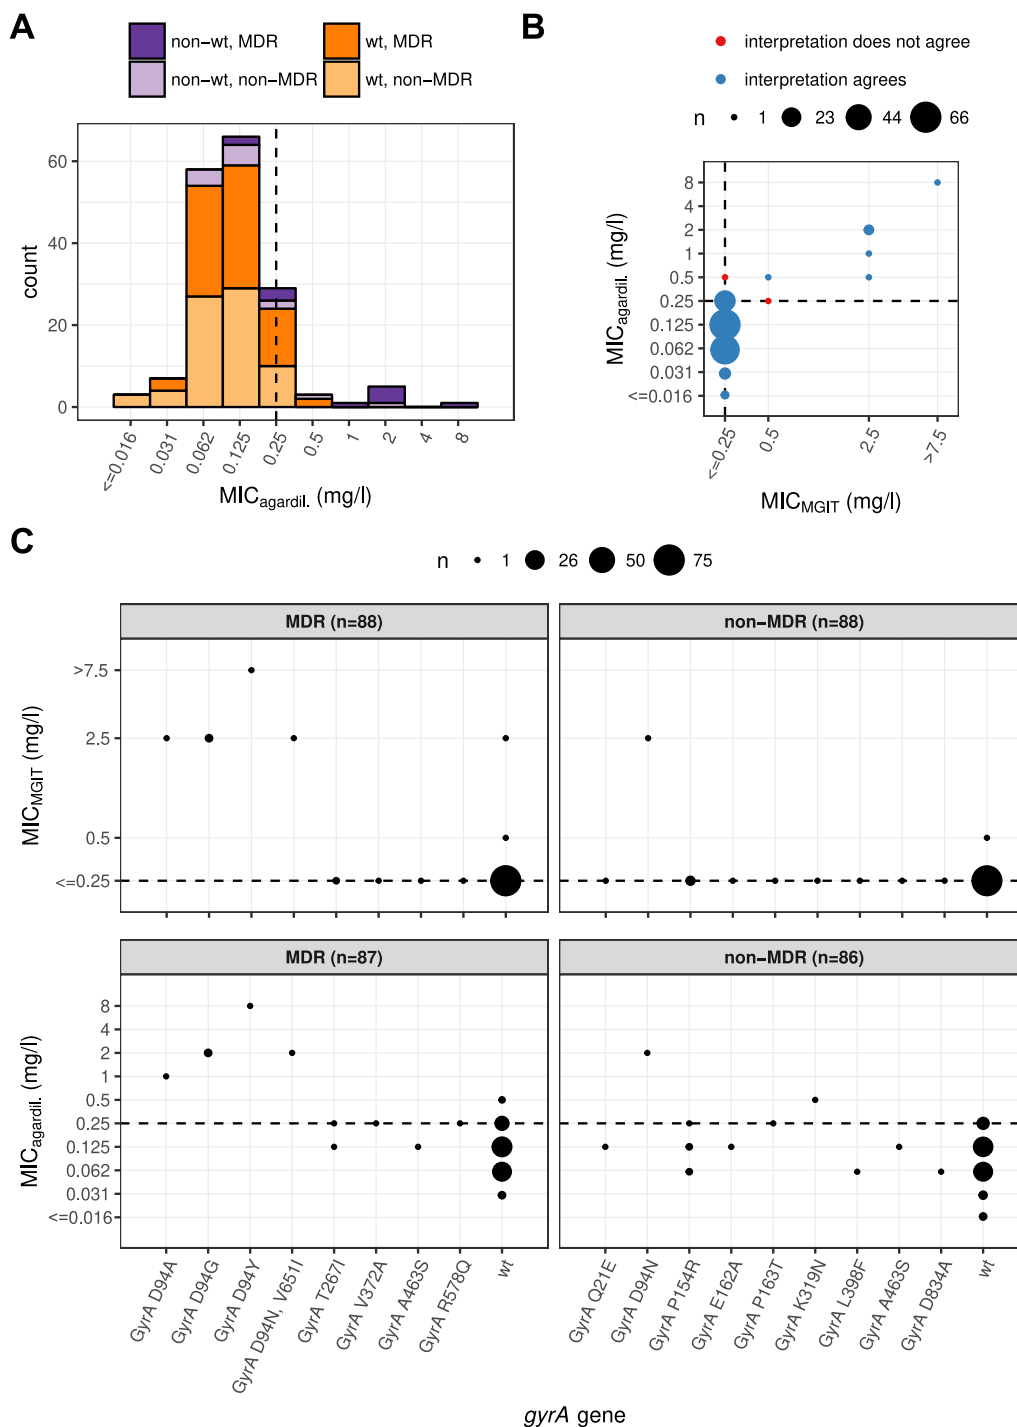 A
non-wt, MDR
wt, MDR
non-wt, non-MDR
wt, non-MDR
count
60
40
20
0
<=0.016
0.031
0.062
0.125
0.25
0.5
1
2
4
8
MICagardil. (mg/l)
B
interpretation does not agree
interpretation agrees
n 1 23 44 66
MICagardil. (mg/l)
8
4
2
1
0.5
0.25
0.125
0.062
0.031
<=0.016
<=0.25
0.5
2.5
>7.5
MICMGIT (mg/l)
C
n 1 26 50 75
MDR (n=88)
non-MDR (n=88)
MICMGIT (mg/l)
>7.5
2.5
0.5
<=0.25
MDR (n=87)
non-MDR (n=86)
MICagardil. (mg/l)
8
4
2
1
0.5
0.25
0.125
0.062
0.031
<=0.016
GyrA D94A
GyrA D94G
GyrA D94Y
GyrA D94N, V651I
GyrA T267I
GyrA V372A
GyrA A463S
GyrA R578Q
wt
GyrA Q21E
GyrA D94N
GyrA P154R
GyrA E162A
GyrA P163T
GyrA K319N
GyrA L398F
GyrA A463S
GyrA D834A
wt
gyrA gene